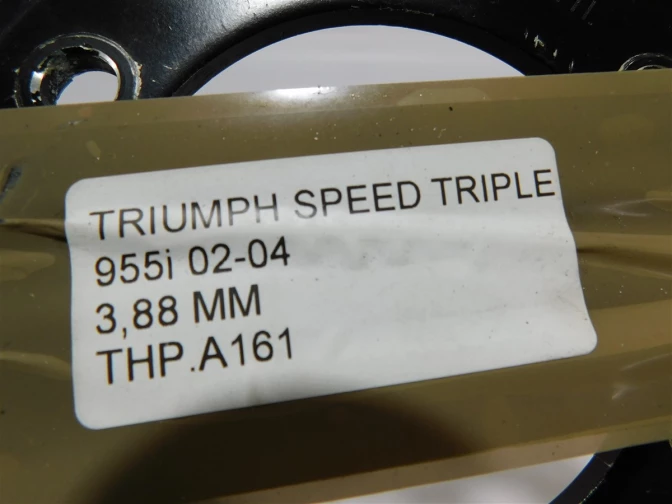 TRIUMPH SPEED TRIPLE
955i 02-04
3,88 MM
THP.A161